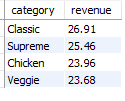 category revenue
Classic 26.91
Supreme 25.46
Chicken 23.96
Veggie 23.68